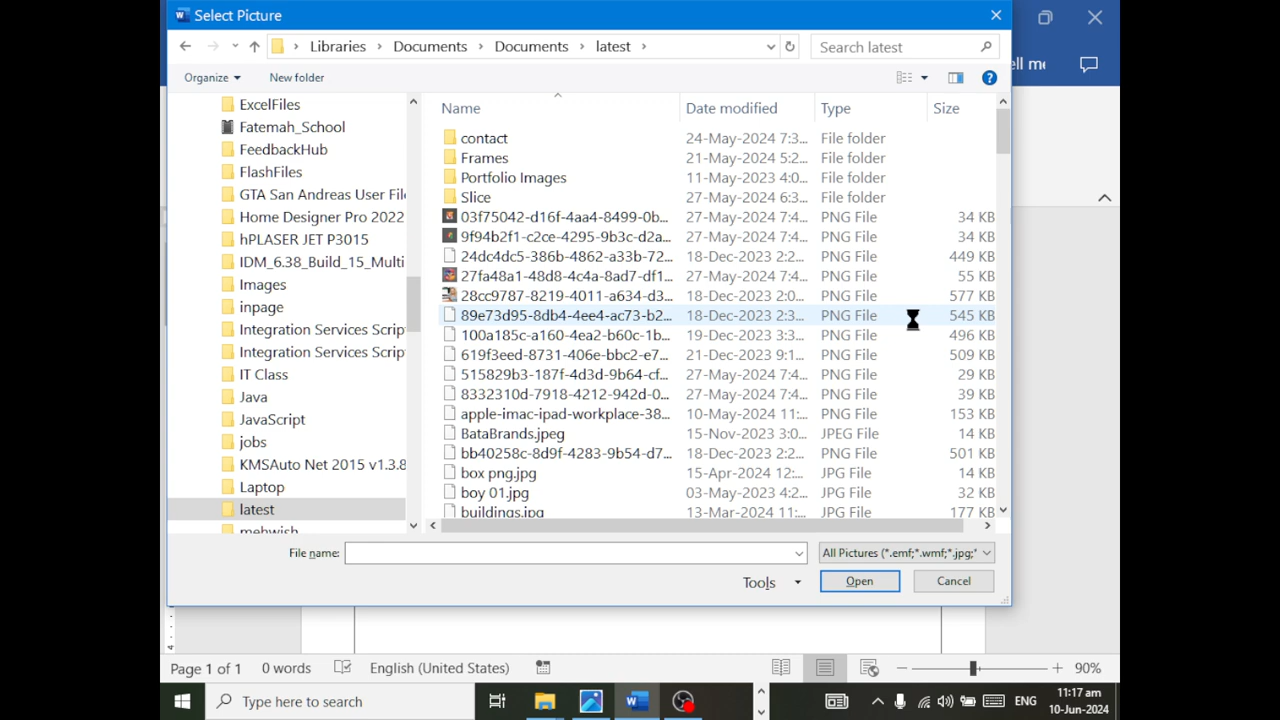 Select Picture
Libraries > Documents > Documents > latest >
Search latest
ell me
Organize
New folder
Name
Date modified
Type
Size
ExcelFiles
Fatemah_School
FeedbackHub
FlashFiles
GTA San Andreas User File
Home Designer Pro 2022
hPLASER JET P3015
IDM_6.38_Build_15_Multi
Images
inpage
Integration Services Script
Integration Services Script
IT Class
Java
JavaScript
jobs
KMSAuto Net 2015 v1.3.8
Laptop
latest
mehwish
contact 24-May-2024 7:3... File folder
Frames 21-May-2024 5:2... File folder
Portfolio Images 11-May-2023 4:0... File folder
Slice 27-May-2024 6:3... File folder
03f75042-d16f-4aa4-8499-0b... 27-May-2024 7:4... PNG File 34 KB
9f94b2f1-c2ce-4295-9b3c-d2a... 27-May-2024 7:4... PNG File 34 KB
24dc4dc5-386b-4862-a33b-72... 18-Dec-2023 2:2... PNG File 449 KB
27fa48a1-48d8-4c4a-8ad7-df1... 27-May-2024 7:4... PNG File 55 KB
28cc9787-8219-4011-a634-d3... 18-Dec-2023 2:0... PNG File 577 KB
89e73d95-8db4-4ee4-ac73-b2... 18-Dec-2023 2:3... PNG File 545 KB
100a185c-a160-4ea2-b60c-1b... 19-Dec-2023 3:3... PNG File 496 KB
619f3eed-8731-406e-bbc2-e7... 21-Dec-2023 9:1... PNG File 509 KB
515829b3-187f-4d3d-9b64-cf... 27-May-2024 7:4... PNG File 29 KB
8332310d-7918-4212-942d-0... 27-May-2024 7:4... PNG File 39 KB
apple-imac-ipad-workplace-38... 10-May-2024 11:... PNG File 153 KB
BataBrands.jpeg 15-Nov-2023 3:0... JPEG File 14 KB
bb40258c-8d9f-4283-9b54-d7... 18-Dec-2023 2:2... PNG File 501 KB
box png.jpg 15-Apr-2024 12:... JPG File 14 KB
boy 01.jpg 03-May-2023 4:2... JPG File 32 KB
buildings.jpg 13-Mar-2024 11:... JPG File 177 KB
File name:
All Pictures (*.emf;*.wmf;*.jpg;*
Tools
Open
Cancel
Page 1 of 1 0 words English (United States) 90%
Type here to search
ENG
11:17 am
10-Jun-2024